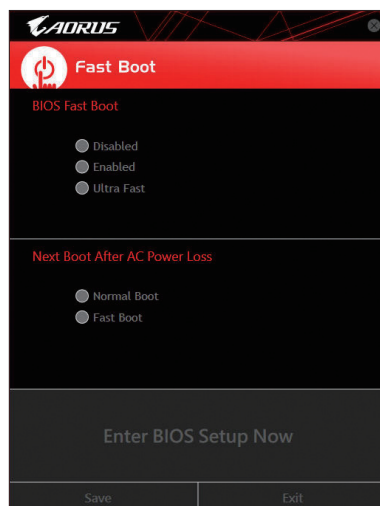 AORUS
Fast Boot
BIOS Fast Boot
Disabled
Enabled
Ultra Fast
Next Boot After AC Power Loss
Normal Boot
Fast Boot
Enter BIOS Setup Now
Save
Exit